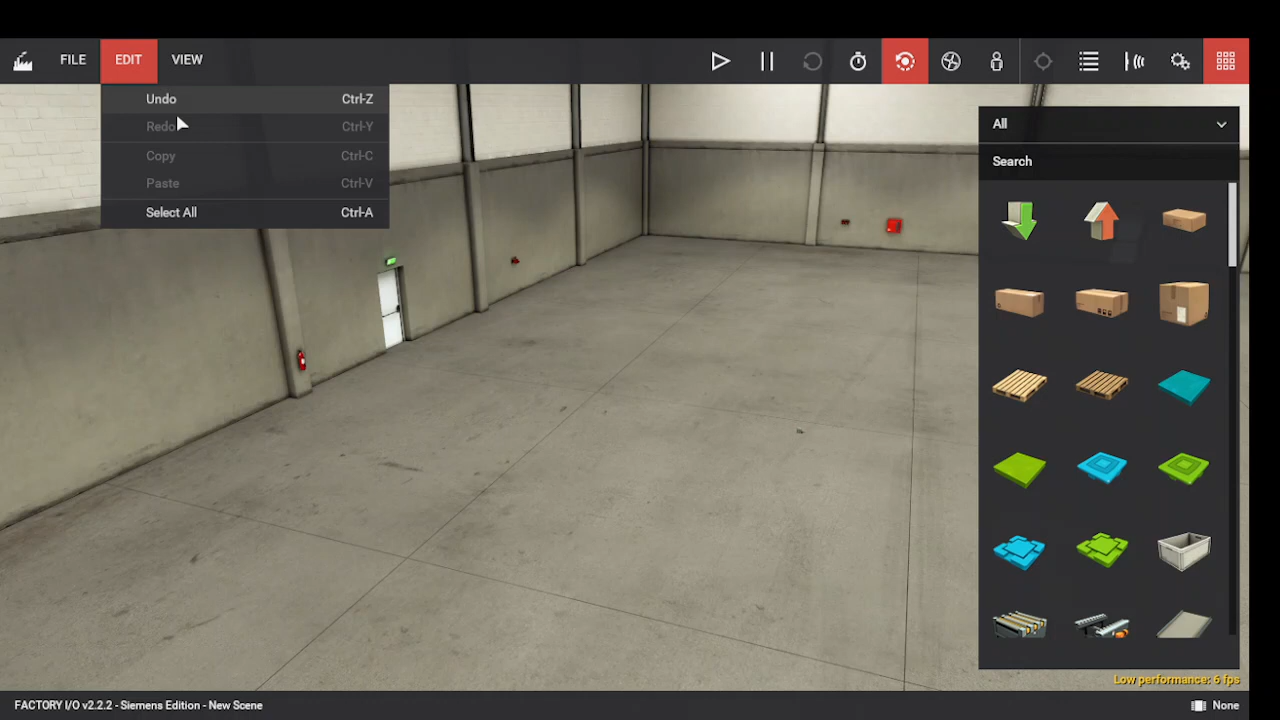 FILE EDIT VIEW
Undo Ctrl-Z
Redo Ctrl-Y
Copy Ctrl-C
Paste Ctrl-V
Select All Ctrl-A
All
Search
Low performance: 6 fps
FACTORY I/O v2.2.2 - Siemens Edition - New Scene
None